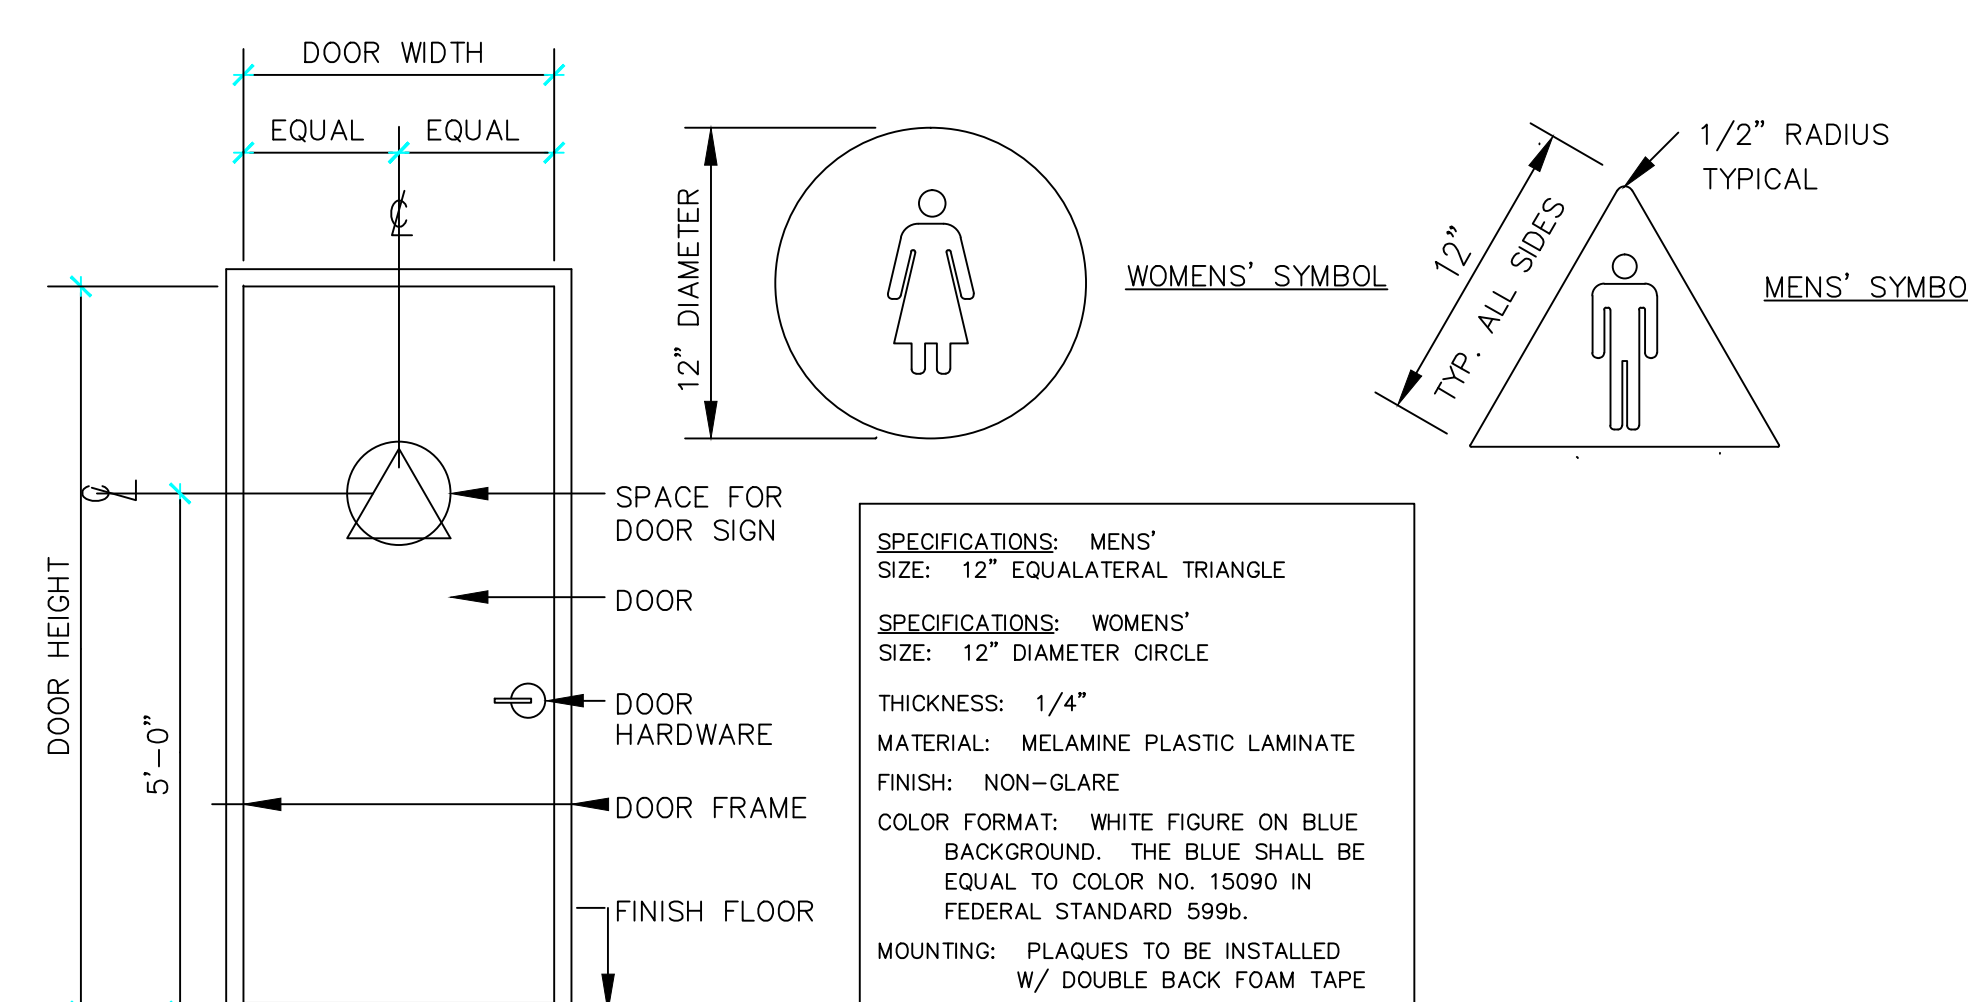 DOOR WIDTH
EQUAL EQUAL
℄
12” DIAMETER
WOMENS’ SYMBOL
12”
TYP. ALL SIDES
1/2” RADIUS
TYPICAL
MENS’ SYMBO
℄
DOOR HEIGHT
5’-0”
SPACE FOR
DOOR SIGN
DOOR
DOOR
HARDWARE
DOOR FRAME
FINISH FLOOR
SPECIFICATIONS: MENS’
SIZE: 12” EQUALATERAL TRIANGLE
SPECIFICATIONS: WOMENS’
SIZE: 12” DIAMETER CIRCLE
THICKNESS: 1/4”
MATERIAL: MELAMINE PLASTIC LAMINATE
FINISH: NON-GLARE
COLOR FORMAT: WHITE FIGURE ON BLUE
BACKGROUND. THE BLUE SHALL BE
EQUAL TO COLOR NO. 15090 IN
FEDERAL STANDARD 599b.
MOUNTING: PLAQUES TO BE INSTALLED
W/ DOUBLE BACK FOAM TAPE